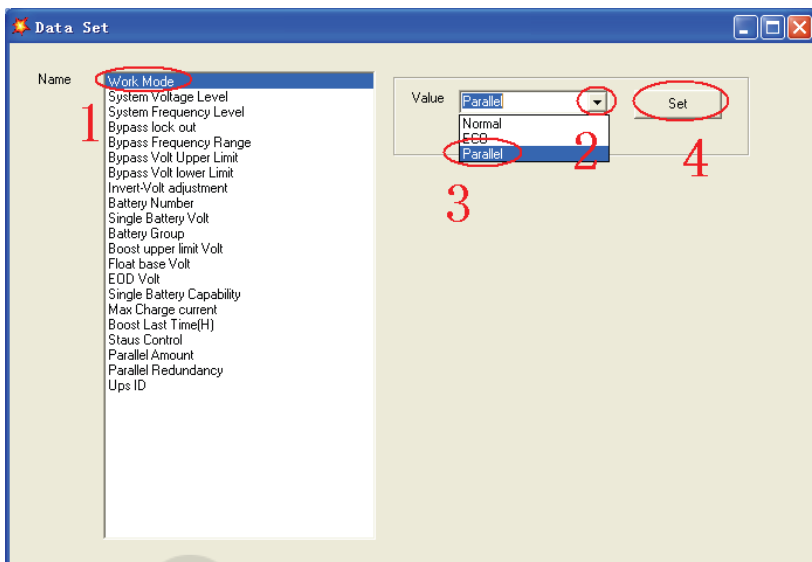 Data Set
Name
Work Mode
System Voltage Level
System Frequency Level
Bypass lock out
Bypass Frequency Range
Bypass Volt Upper Limit
Bypass Volt lower Limit
Invert-Volt adjustment
Battery Number
Single Battery Volt
Battery Group
Boost upper limit Volt
Float base Volt
EOD Volt
Single Battery Capability
Max Charge current
Boost Last Time(H)
Staus Control
Parallel Amount
Parallel Redundancy
Ups ID
1
Value
Parallel
Set
Normal
ECO
Parallel
2
3
4